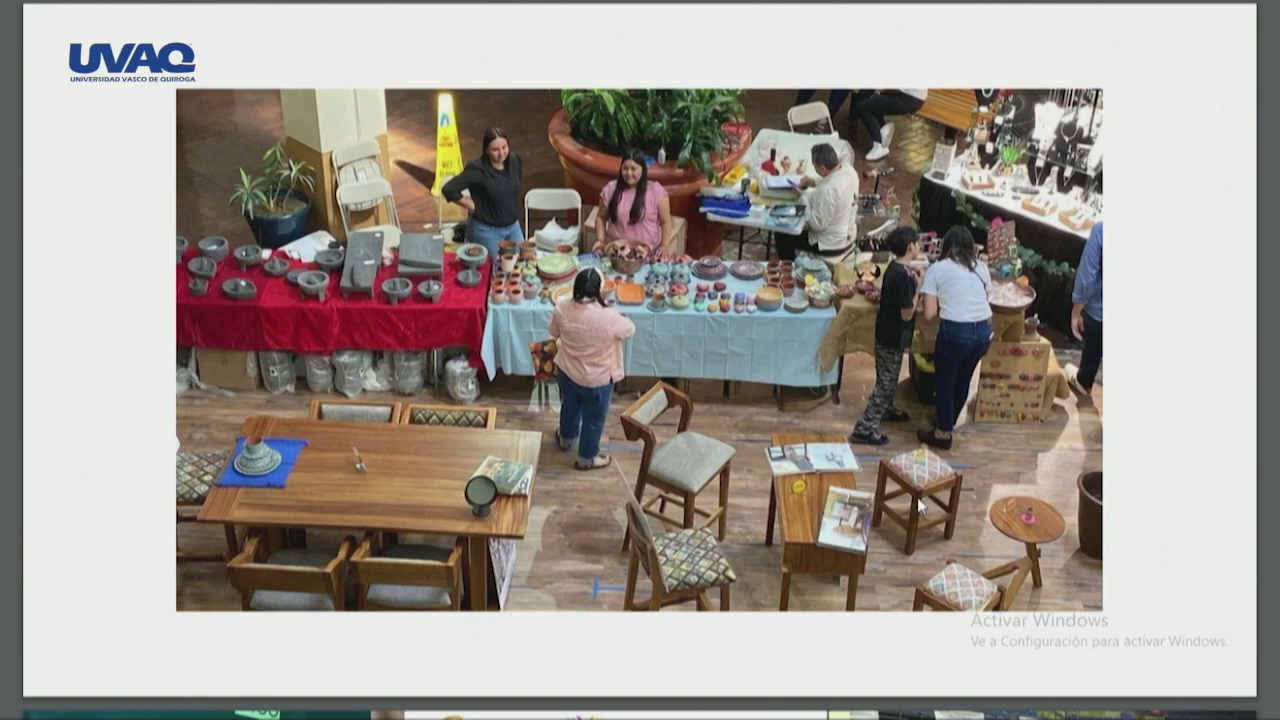 UVAQ
UNIVERSIDAD VASCO DE QUIROGA
Activar Windows
Ve a Configuración para activar Windows.